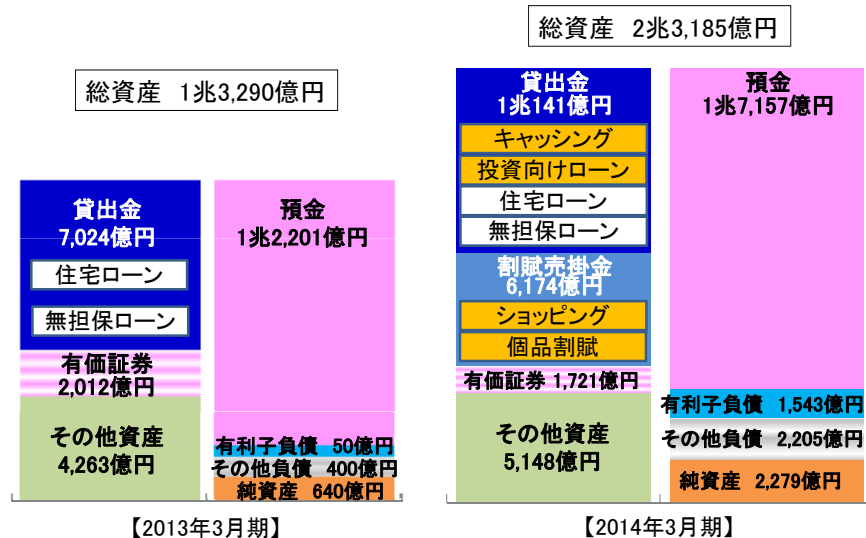 総資産 1兆3,290億円
貸出金
7,024億円
住宅ローン
無担保ローン
有価証券
2,012億円
その他資産
4,263億円
預金
1兆2,201億円
有利子負債 50億円
その他負債 400億円
純資産 640億円
【2013年3月期】
総資産 2兆3,185億円
貸出金
1兆141億円
キャッシング
投資向けローン
住宅ローン
無担保ローン
割賦売掛金
6,174億円
ショッピング
個品割賦
有価証券 1,721億円
その他資産
5,148億円
預金
1兆7,157億円
有利子負債 1,543億円
その他負債 2,205億円
純資産 2,279億円
【2014年3月期】